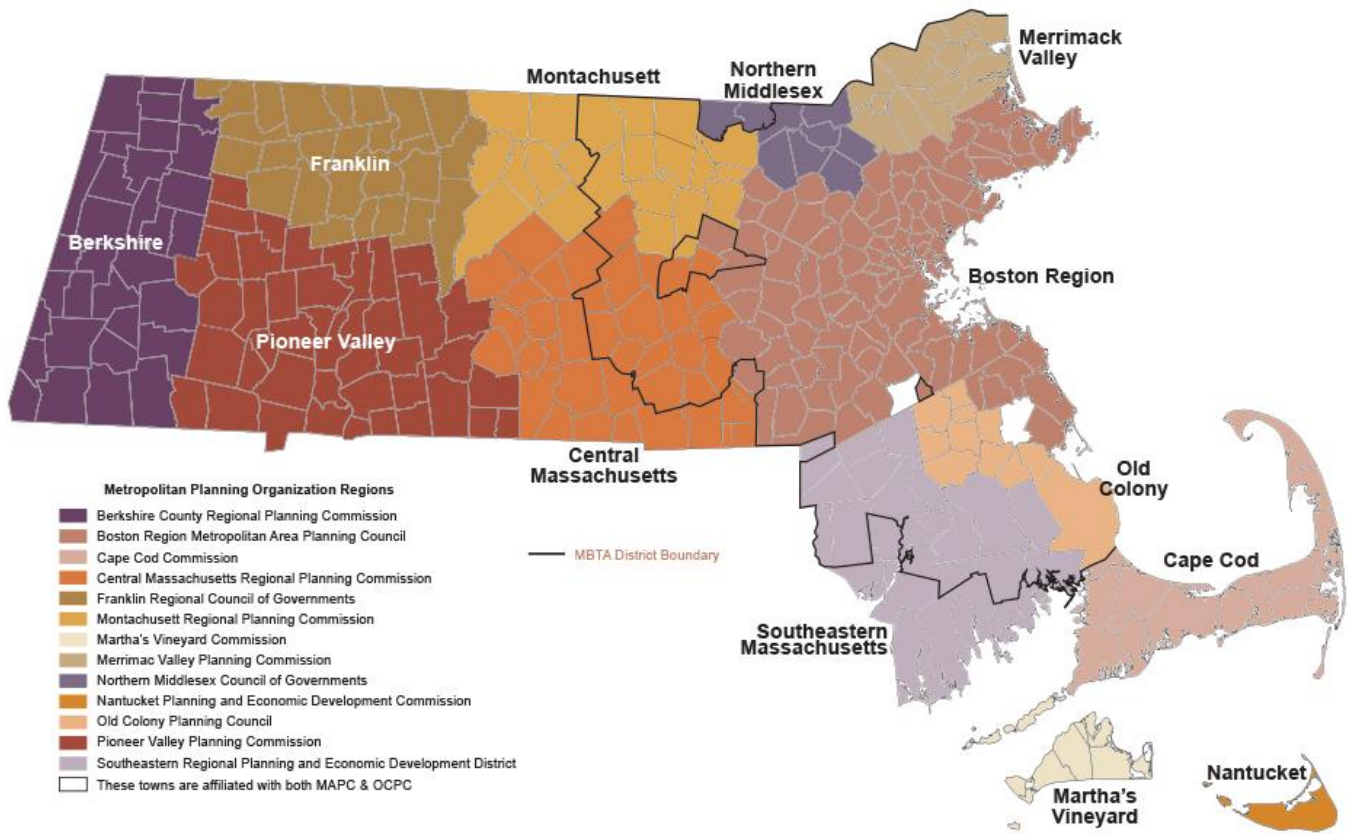 Merrimack
Valley
Northern
Middlesex
Montachusett
Franklin
Berkshire
Boston Region
Pioneer Valley
Central
Massachusetts
Old
Colony
Cape Cod
Southeastern
Massachusetts
Nantucket
Martha's
Vineyard
Metropolitan Planning Organization Regions
Berkshire County Regional Planning Commission
Boston Region Metropolitan Area Planning Council
Cape Cod Commission
Central Massachusetts Regional Planning Commission
Franklin Regional Council of Governments
Montachusett Regional Planning Commission
Martha's Vineyard Commission
Merrimac Valley Planning Commission
Northern Middlesex Council of Governments
Nantucket Planning and Economic Development Commission
Old Colony Planning Council
Pioneer Valley Planning Commission
Southeastern Regional Planning and Economic Development District
These towns are affiliated with both MAPC & OCPC
MBTA District Boundary